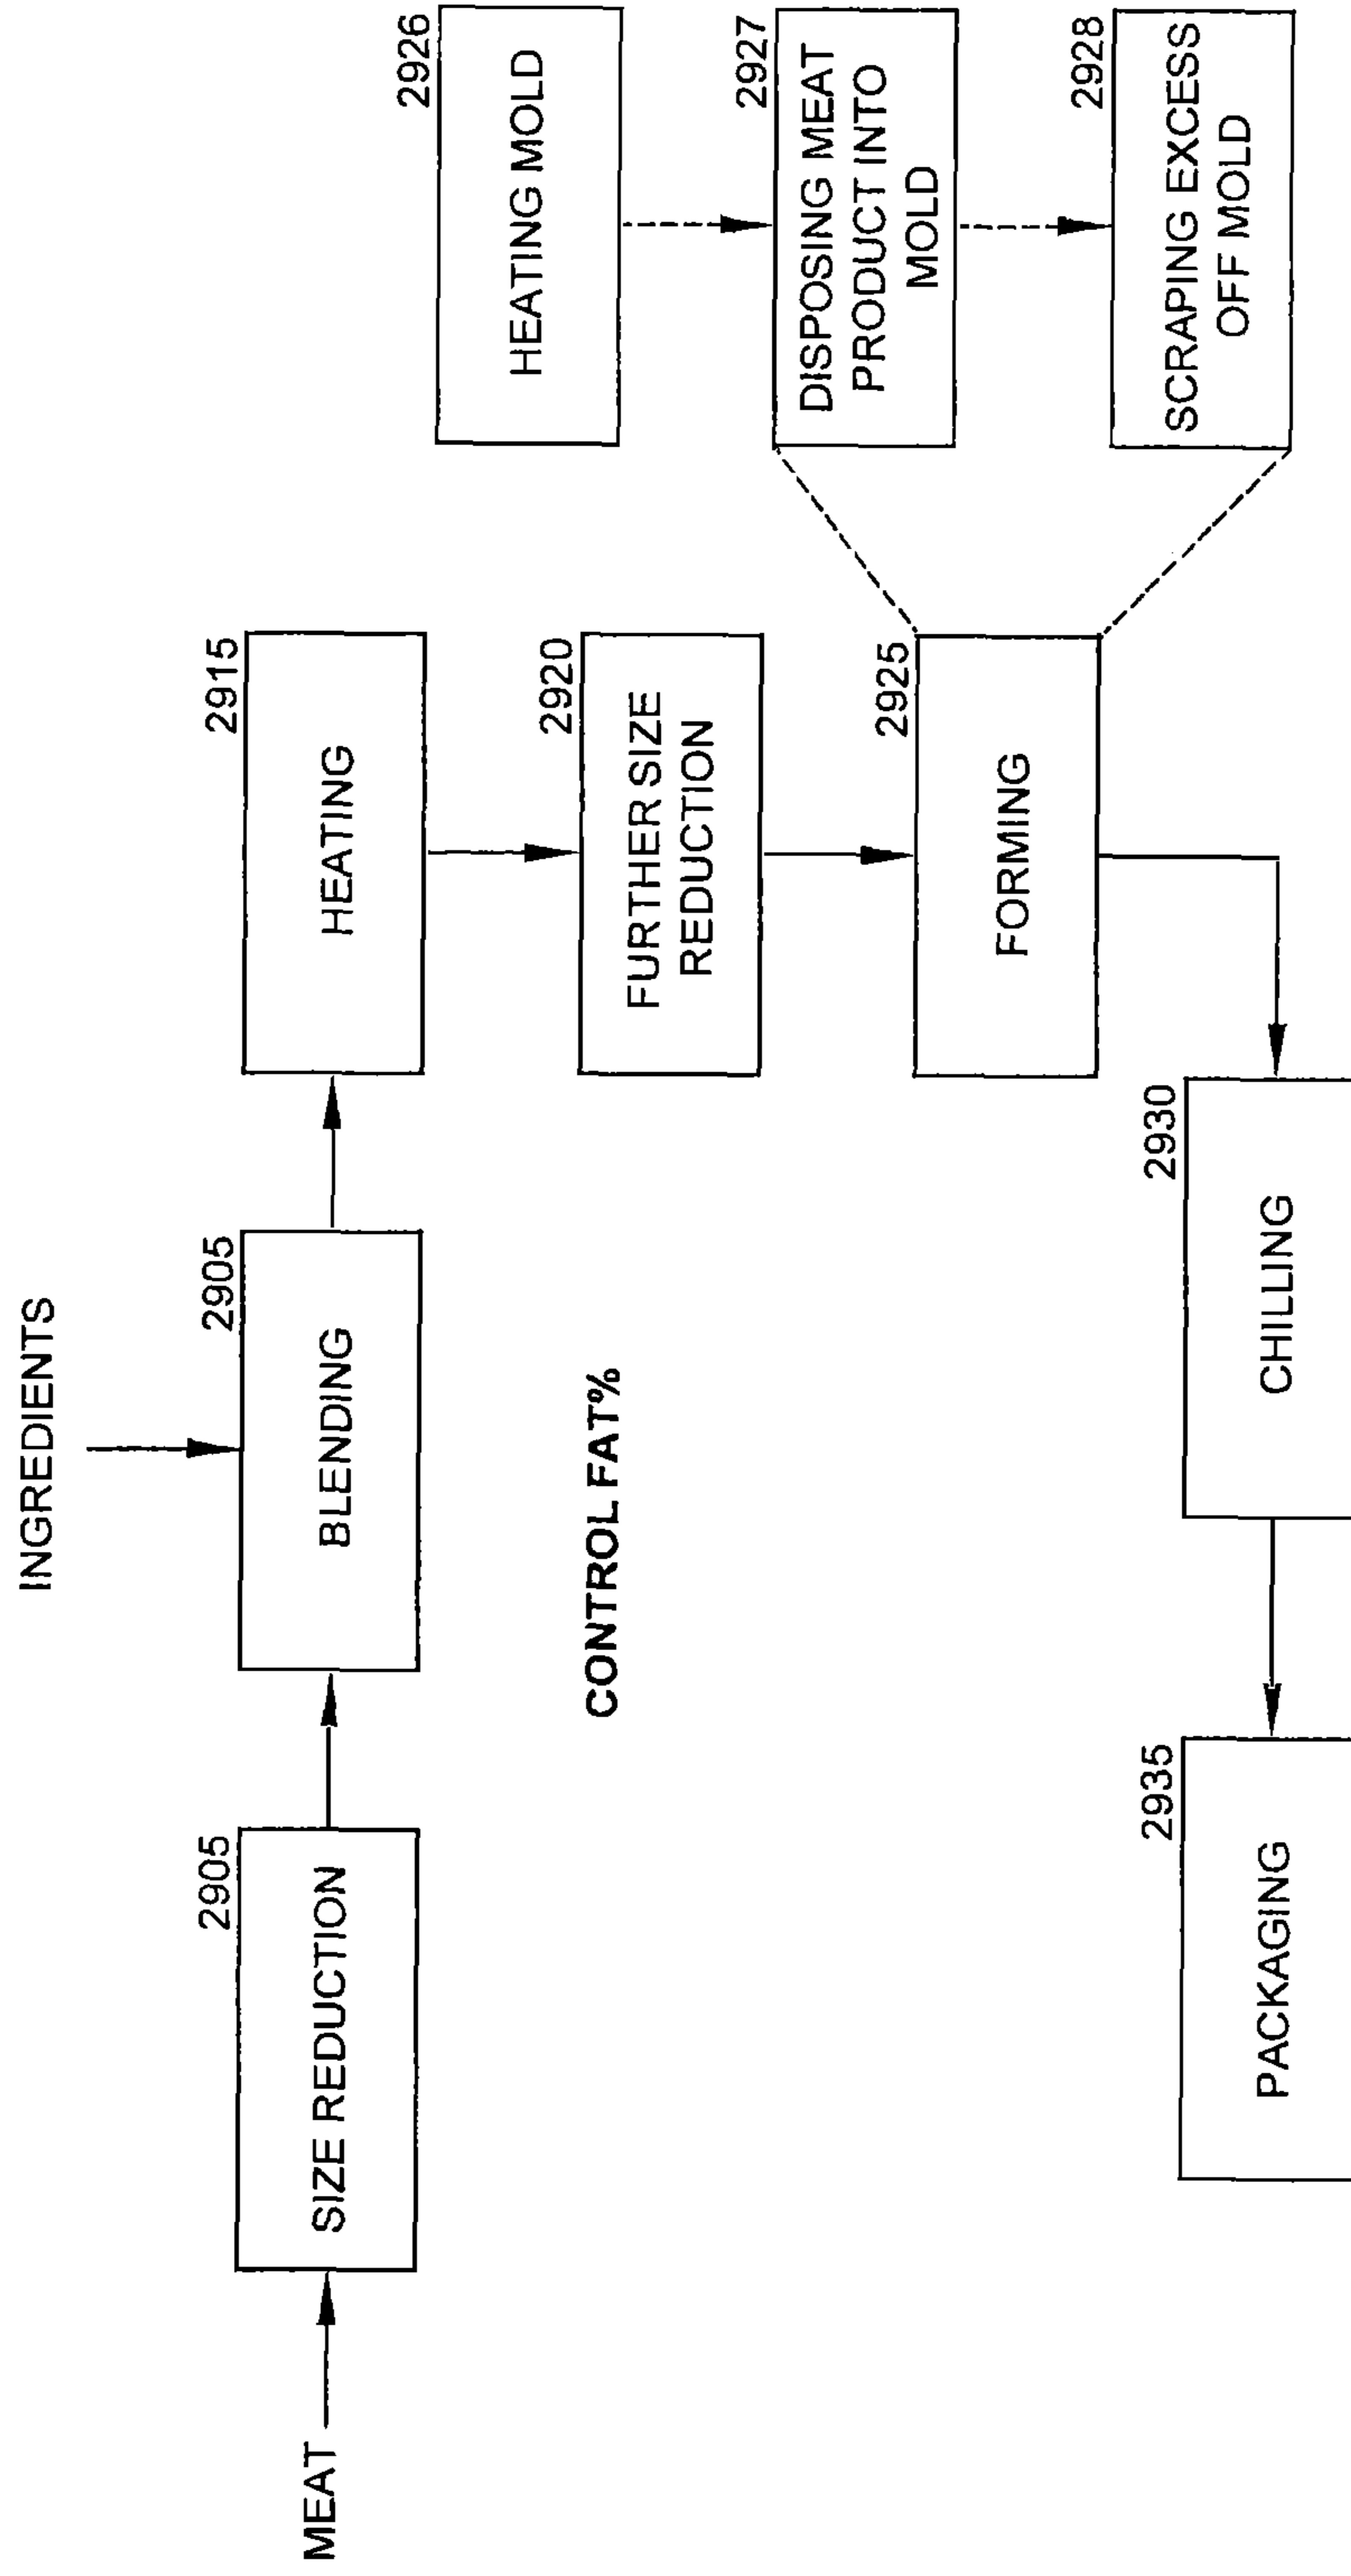 INGREDIENTS
MEAT
2905
SIZE REDUCTION
2905
BLENDING
2915
HEATING
CONTROL FAT%
2920
FURTHER SIZE
REDUCTION
2926
HEATING MOLD
2925
FORMING
2927
DISPOSING MEAT
PRODUCT INTO
MOLD
2928
SCRAPING EXCESS
OFF MOLD
2935
PACKAGING
2930
CHILLING